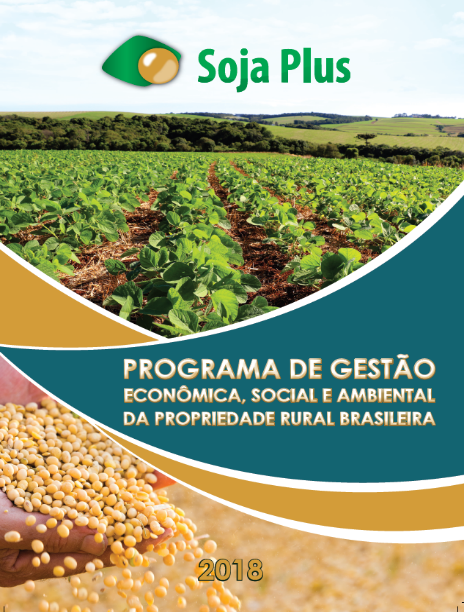 Soja Plus
PROGRAMA DE GESTÃO
ECONÔMICA, SOCIAL E AMBIENTAL
DA PROPRIEDADE RURAL BRASILEIRA
2018